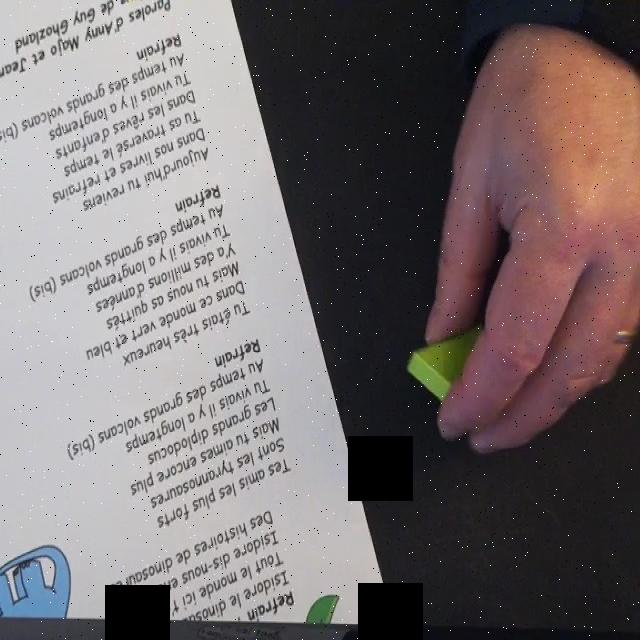 Refrain
Isidore le
Tout le monde ici
Isidore dis-nous
Des histoires de
Tes amis les plus forts
Sont les tyrannosaures
Mais tu aimes encore plus
Les grands diplodocus
Tu vivais il y a longtemps
Au temps des grands volcans (bis)
Refrain
Tu étais très heureux
Dans ce monde vert et bleu
Mais tu nous as quittés
Y'a des millions d'années
Tu vivais il y a longtemps
Au temps des grands volcans (bis)
Refrain
Aujourd'hui tu reviens
Dans nos livres et refrains
Tu as traversé le temps
Dans les rêves d'enfants
Tu vivais il y a longtemps
Au temps des grands volcans (bis)
Refrain
Paroles d'Anny Majo et Jean
de Guy Ghozland